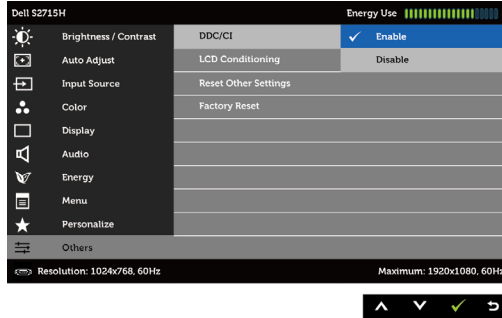 Dell S2715H Energy Use
Brightness / Contrast DDC/CI Enable
Auto Adjust LCD Conditioning Disable
Input Source Reset Other Settings
Color Factory Reset
Display
Audio
Energy
Menu
Personalize
Others
Resolution: 1024x768, 60Hz Maximum: 1920x1080, 60Hz